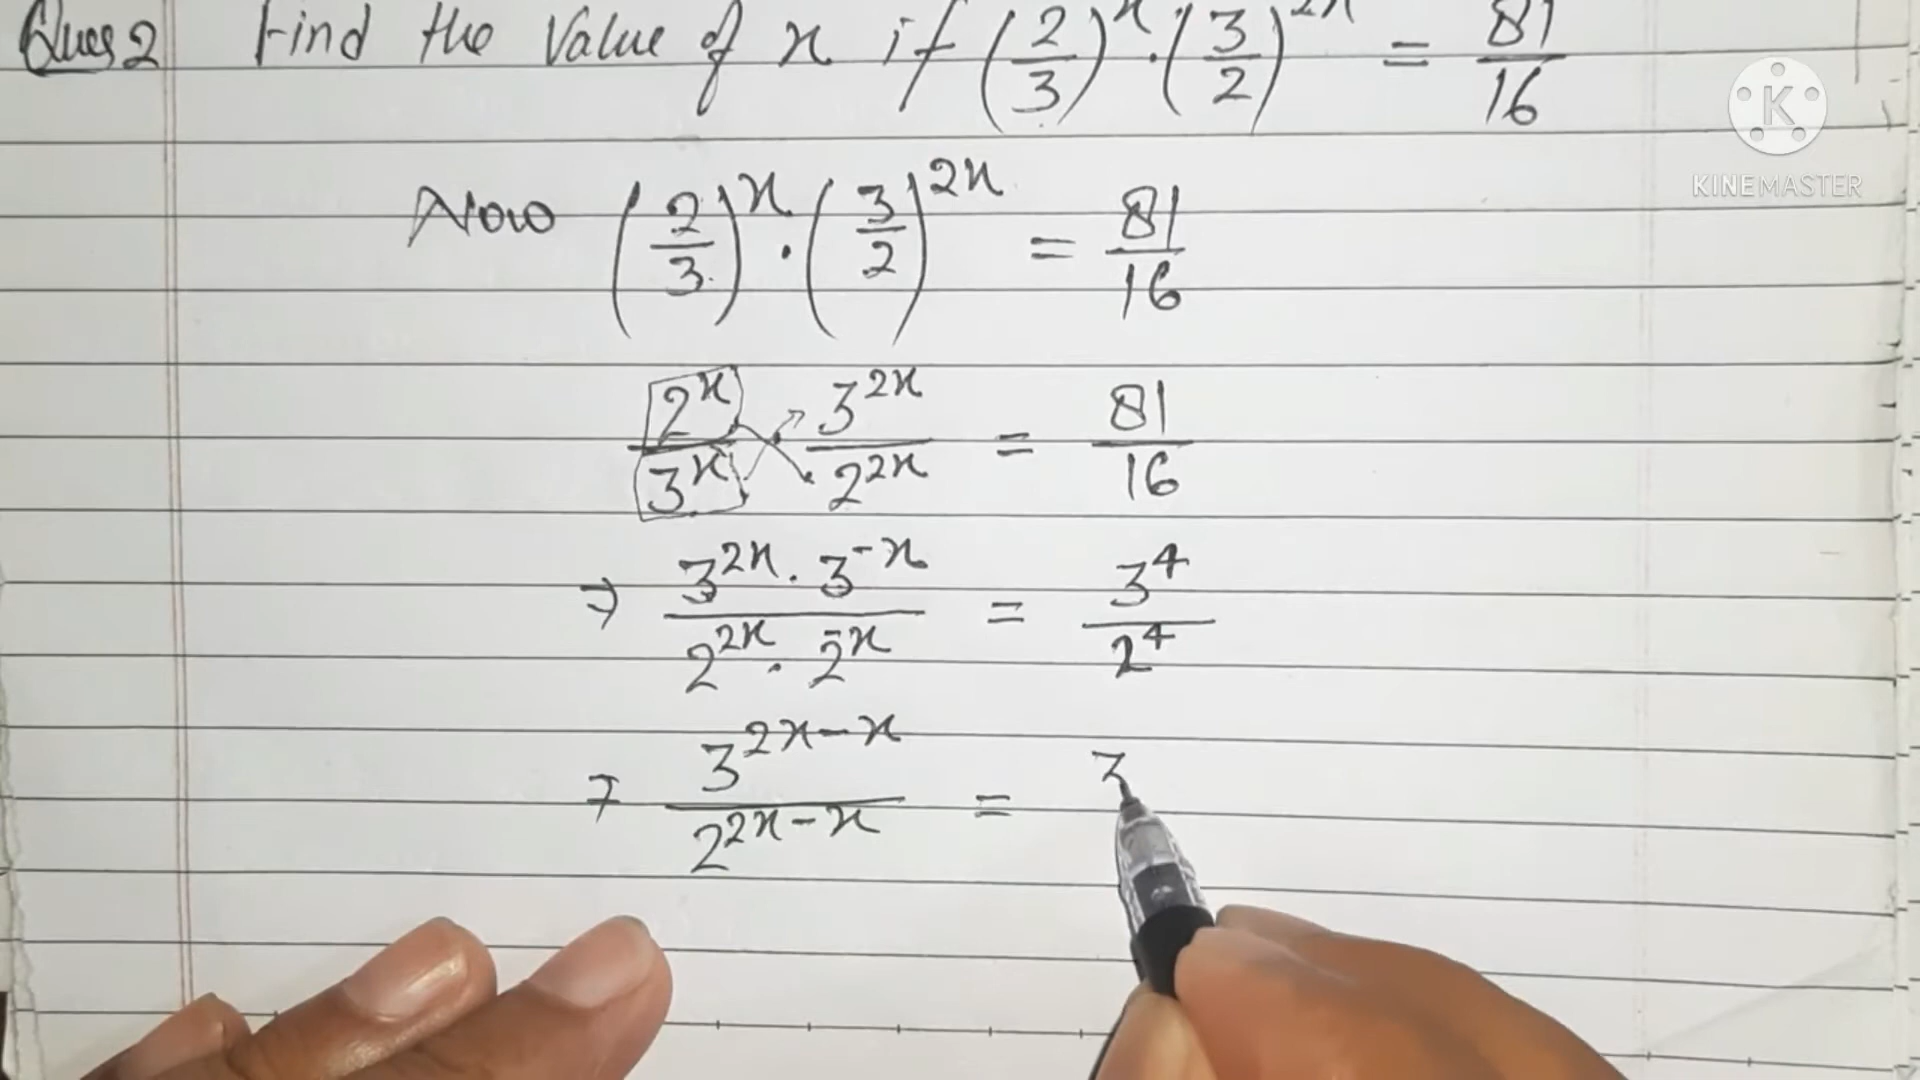 Ques 2 Find the Value of x if (2/3)^x · (3/2)^2x = 81/16
KINEMASTER
Now (2/3)^x · (3/2)^2x = 81/16
2^x/3^x 3^2x/2^2x = 81/16
⇒ 3^2x · 3^-x / 2^2x · 2^-x = 3^4/2^4
⇒ 3^2x-x / 2^2x-x = 3